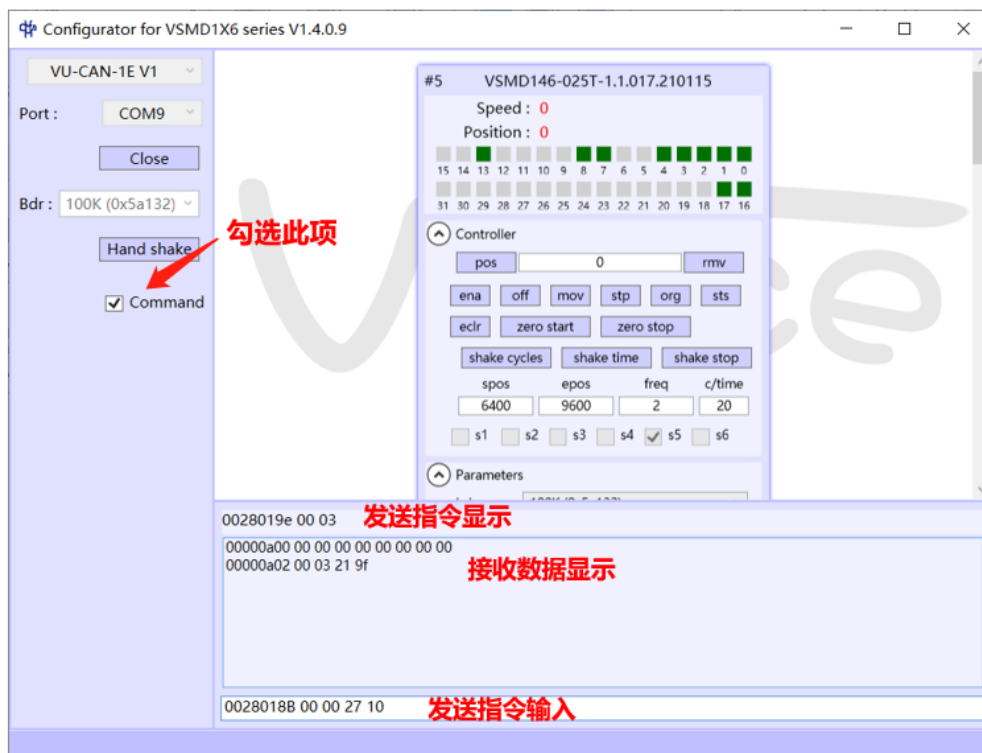 Configurator for VSMD1X6 series V1.4.0.9
VU-CAN-1E V1
Port :
COM9
Close
Bdr :
100K (0x5a132)
Hand shake
勾选此项
Command
#5 VSMD146-025T-1.1.017.210115
Speed : 0
Position : 0
15 14 13 12 11 10 9 8 7 6 5 4 3 2 1 0
31 30 29 28 27 26 25 24 23 22 21 20 19 18 17 16
Controller
pos 0 rmv
ena off mov stp org sts
eclr zero start zero stop
shake cycles shake time shake stop
spos epos freq c/time
6400 9600 2 20
s1 s2 s3 s4 s5 s6
Parameters
0028019e 00 03 发送指令显示
00000a00 00 00 00 00 00 00 00 00
00000a02 00 03 21 9f
接收数据显示
0028018B 00 00 27 10 发送指令输入